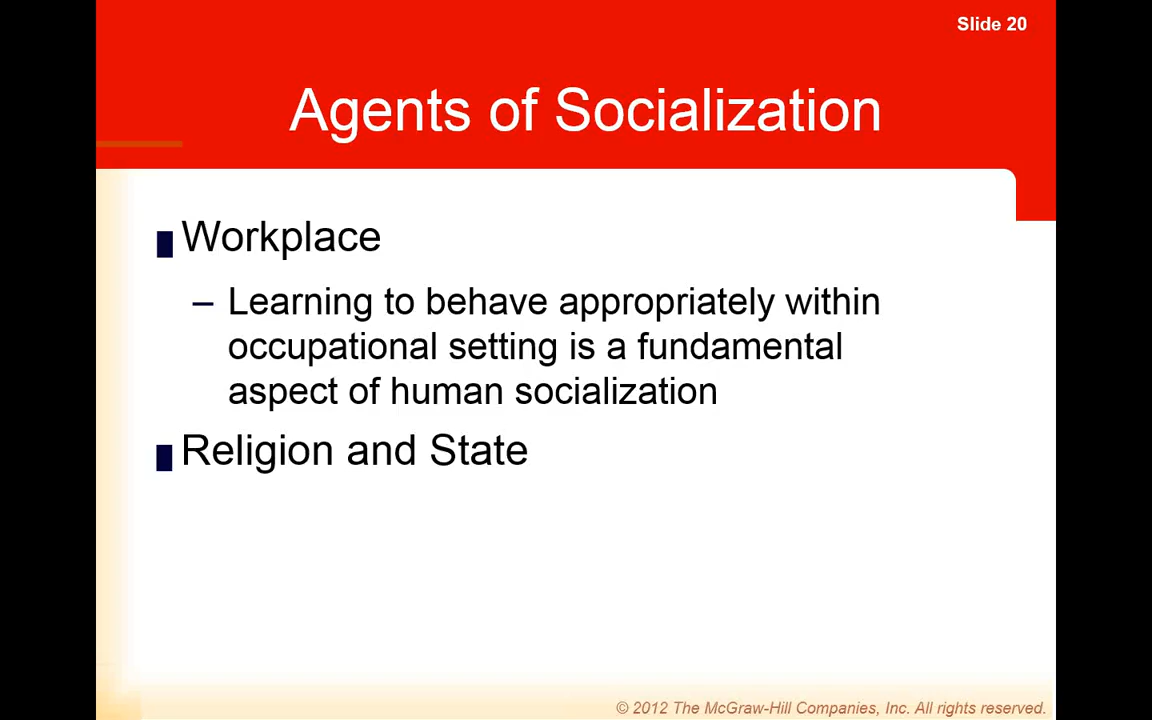 Slide 20
Agents of Socialization
Workplace
– Learning to behave appropriately within
occupational setting is a fundamental
aspect of human socialization
Religion and State
© 2012 The McGraw-Hill Companies, Inc. All rights reserved.